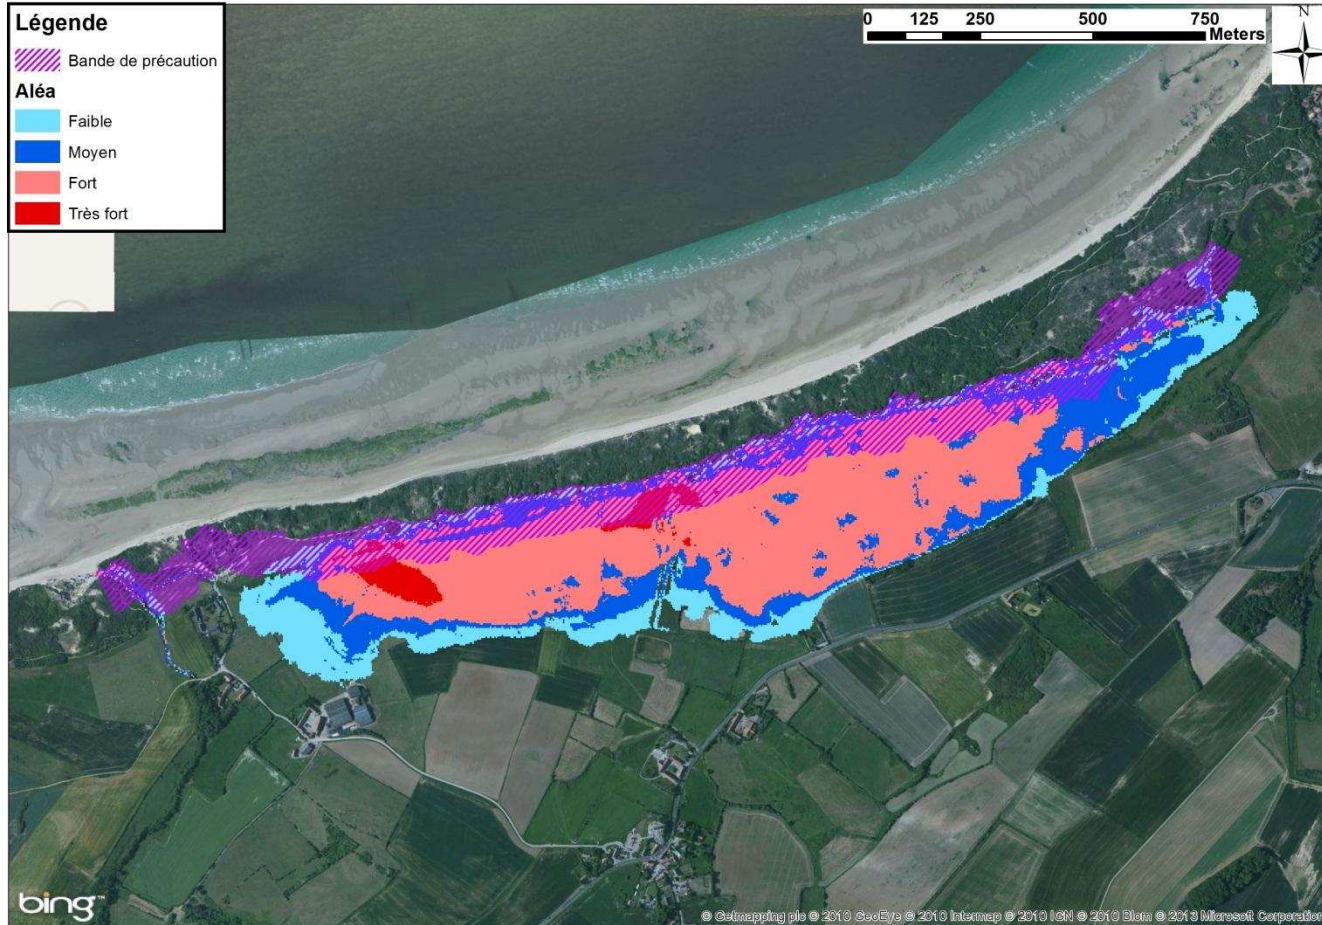 Légende
Bande de précaution
Aléa
Faible
Moyen
Fort
Très fort
0 125 250 500 750
Meters
N
bing™
© Getmapping plc © 2010 GeoEye © 2010 Intermap © 2010 IGN © 2010 Blom © 2013 Microsoft Corporation